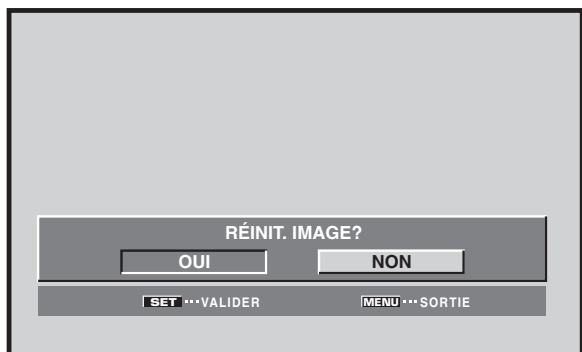 RÉINIT. IMAGE?
OUI NON
SET ···VALIDER MENU ···SORTIE